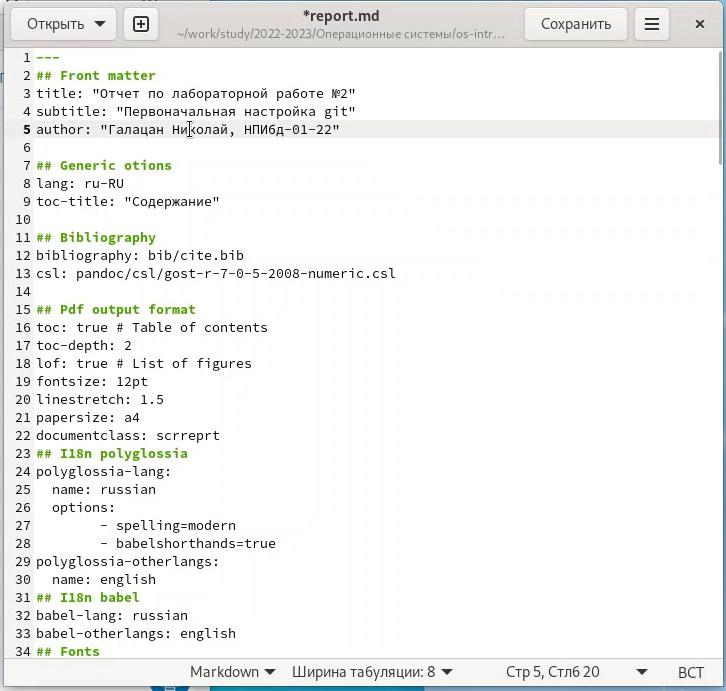 Открыть
*report.md
~/work/study/2022-2023/Операционные системы/os-intr…
Сохранить
1 ---
2 ## Front matter
3 title: "Отчет по лабораторной работе №2"
4 subtitle: "Первоначальная настройка git"
5 author: "Галацан Николай, НПИбд-01-22"
6
7 ## Generic otions
8 lang: ru-RU
9 toc-title: "Содержание"
10
11 ## Bibliography
12 bibliography: bib/cite.bib
13 csl: pandoc/csl/gost-r-7-0-5-2008-numeric.csl
14
15 ## Pdf output format
16 toc: true # Table of contents
17 toc-depth: 2
18 lof: true # List of figures
19 fontsize: 12pt
20 linestretch: 1.5
21 papersize: a4
22 documentclass: scrreprt
23 ## I18n polyglossia
24 polyglossia-lang:
25   name: russian
26   options:
27         - spelling=modern
28         - babelshorthands=true
29 polyglossia-otherlangs:
30   name: english
31 ## I18n babel
32 babel-lang: russian
33 babel-otherlangs: english
34 ## Fonts
Markdown Ширина табуляции: 8 Стр 5, Стлб 20 ВСТ